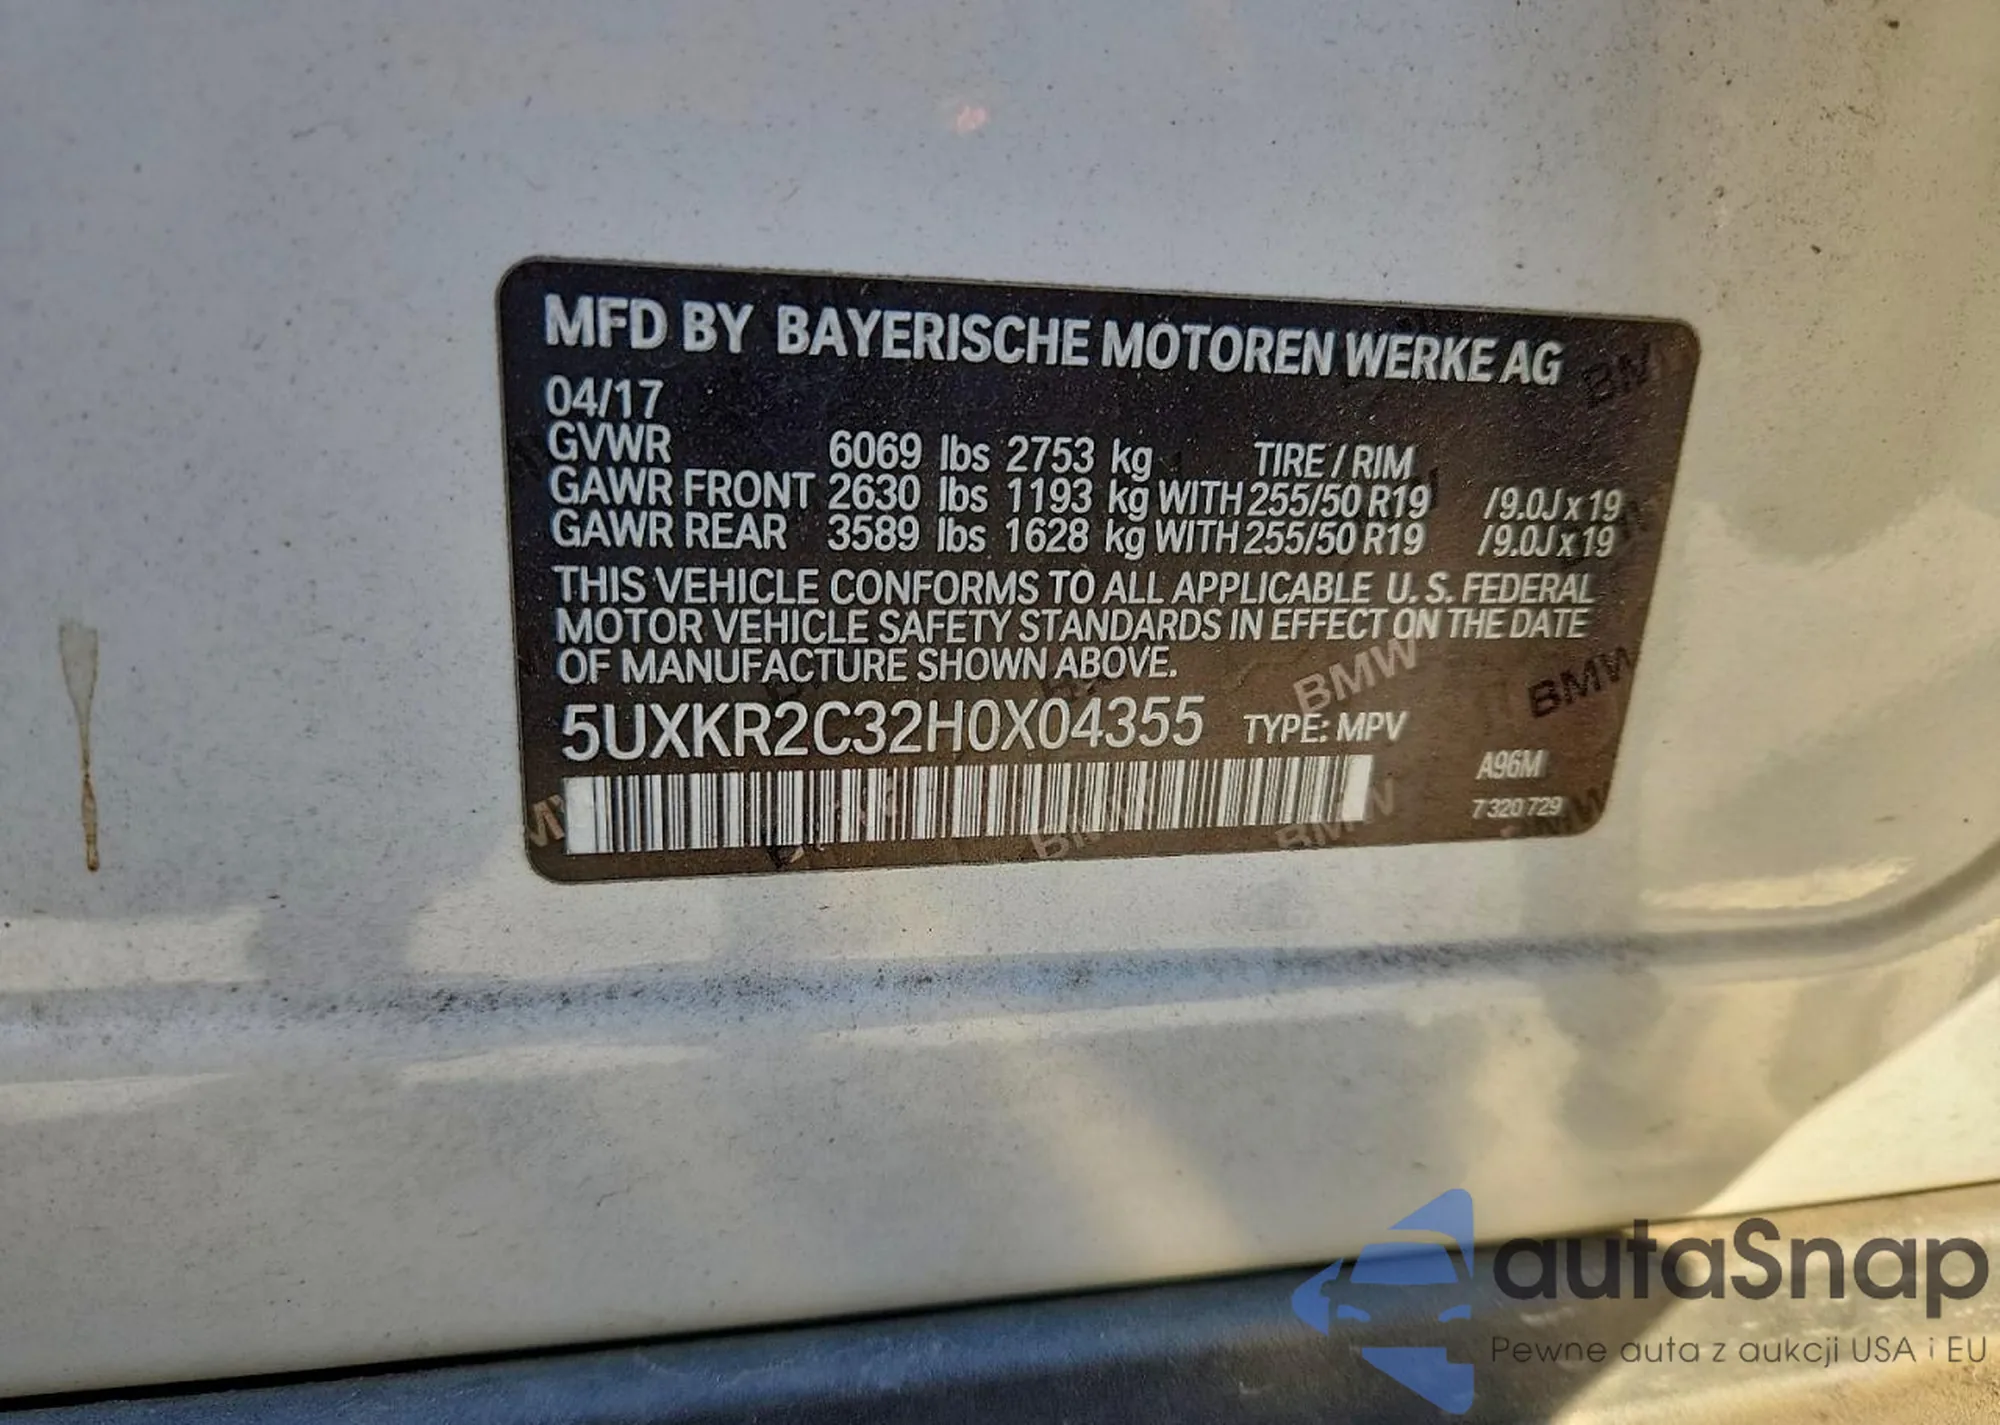 MFD BY BAYERISCHE MOTOREN WERKE AG
04/17
GVWR 6069 lbs 2753 kg TIRE / RIM
GAWR FRONT 2630 lbs 1193 kg WITH 255/50 R19 /9.0J x 19
GAWR REAR 3589 lbs 1628 kg WITH 255/50 R19 /9.0J x 19
THIS VEHICLE CONFORMS TO ALL APPLICABLE U. S. FEDERAL
MOTOR VEHICLE SAFETY STANDARDS IN EFFECT ON THE DATE
OF MANUFACTURE SHOWN ABOVE.
5UXKR2C32H0X04355 TYPE: MPV
A96M
7 320 729
BMW
BMW
autaSnap
Pewne auta z aukcji USA i EU